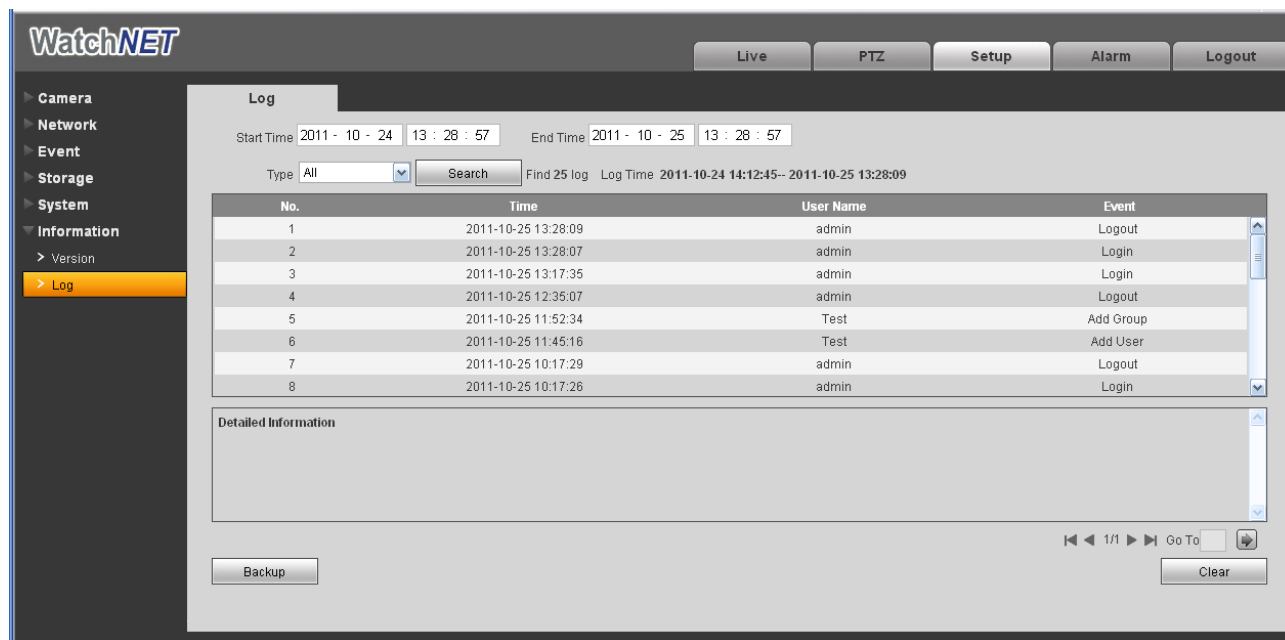 WatchNET
Live PTZ Setup Alarm Logout
Camera
Network
Event
Storage
System
Information
> Version
> Log
Log
Start Time 2011 - 10 - 24 13 : 28 : 57 End Time 2011 - 10 - 25 13 : 28 : 57
Type All Search Find 25 log Log Time 2011-10-24 14:12:45-- 2011-10-25 13:28:09
No. Time User Name Event
1 2011-10-25 13:28:09 admin Logout
2 2011-10-25 13:28:07 admin Login
3 2011-10-25 13:17:35 admin Login
4 2011-10-25 12:35:07 admin Logout
5 2011-10-25 11:52:34 Test Add Group
6 2011-10-25 11:45:16 Test Add User
7 2011-10-25 10:17:29 admin Logout
8 2011-10-25 10:17:26 admin Login
Detailed Information
1/1 Go To
Backup Clear